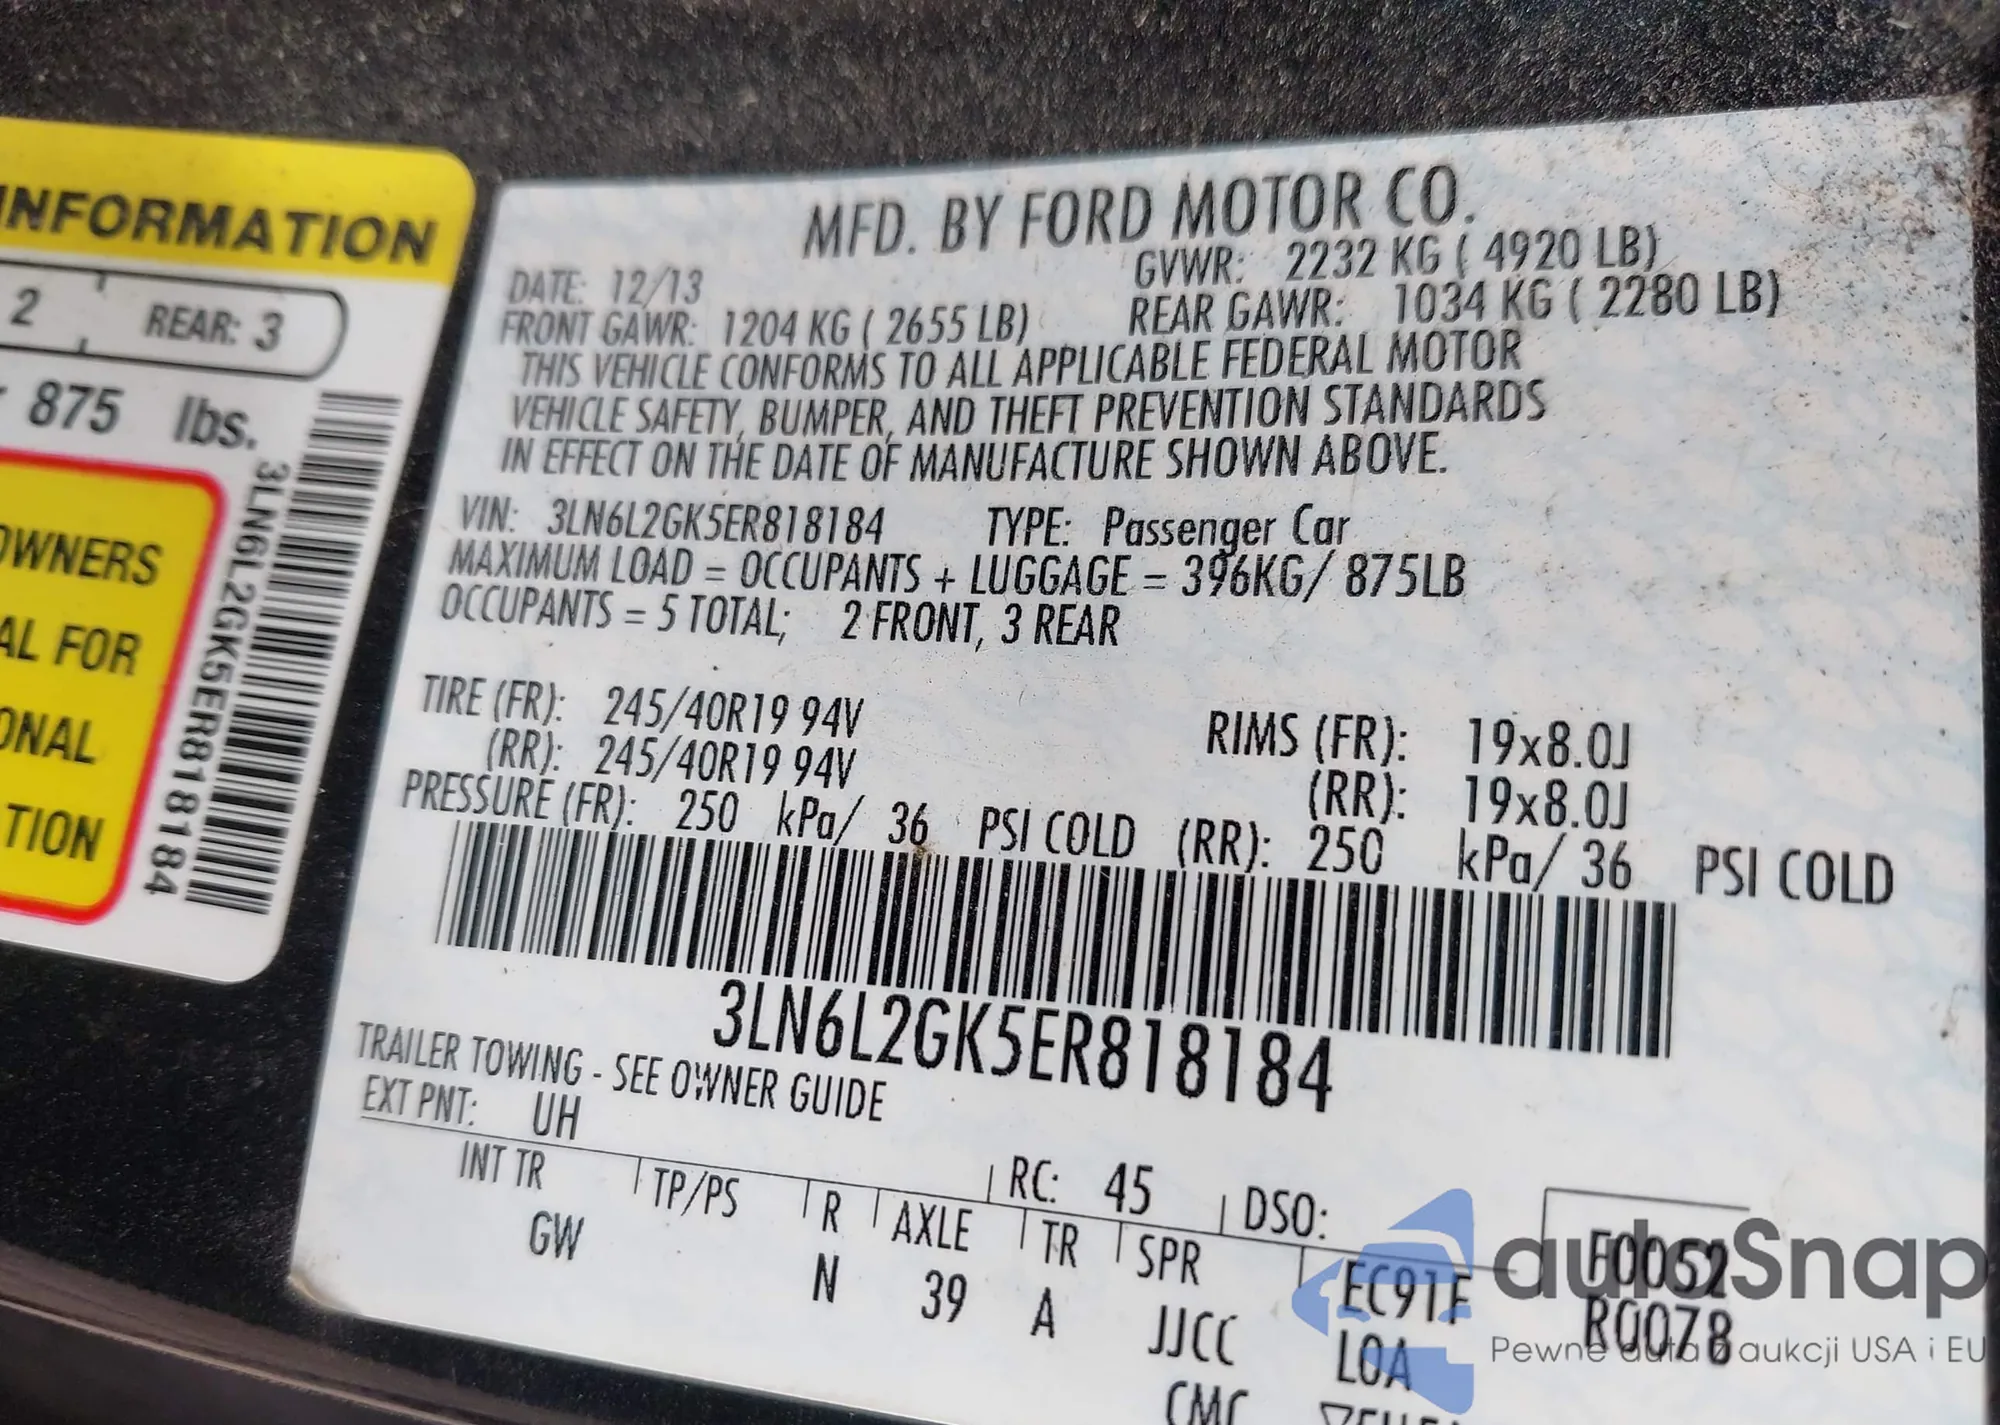 INFORMATION
2
REAR: 3
875 lbs.
OWNERS
AL FOR
ONAL
TION
3LN6L2GK5ER818184
MFD. BY FORD MOTOR CO.
DATE: 12/13 GVWR: 2232 KG ( 4920 LB)
FRONT GAWR: 1204 KG ( 2655 LB) REAR GAWR: 1034 KG ( 2280 LB)
THIS VEHICLE CONFORMS TO ALL APPLICABLE FEDERAL MOTOR
VEHICLE SAFETY, BUMPER, AND THEFT PREVENTION STANDARDS
IN EFFECT ON THE DATE OF MANUFACTURE SHOWN ABOVE.
VIN: 3LN6L2GK5ER818184 TYPE: Passenger Car
MAXIMUM LOAD = OCCUPANTS + LUGGAGE = 396KG/ 875LB
OCCUPANTS = 5 TOTAL; 2 FRONT, 3 REAR
TIRE (FR): 245/40R19 94V RIMS (FR): 19x8.0J
(RR): 245/40R19 94V (RR): 19x8.0J
PRESSURE (FR): 250 kPa/ 36 PSI COLD (RR): 250 kPa/ 36 PSI COLD
3LN6L2GK5ER818184
TRAILER TOWING - SEE OWNER GUIDE
EXT PNT: UH RC: 45 DSO: F0052
INT TR TP/PS R AXLE TR SPR EC91F R0078
GW N 39 A JJCC LOA
CMC
autoSnap
Pewne auta z aukcji USA i EU